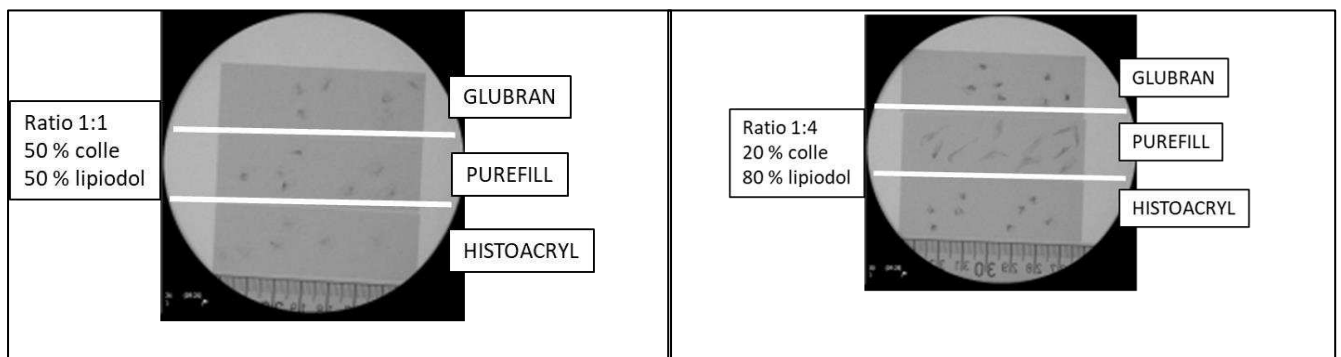 Ratio 1:1
50 % colle
50 % lipiodol
GLUBRAN
PUREFILL
HISTOACRYL
Ratio 1:4
20 % colle
80 % lipiodol
GLUBRAN
PUREFILL
HISTOACRYL
30